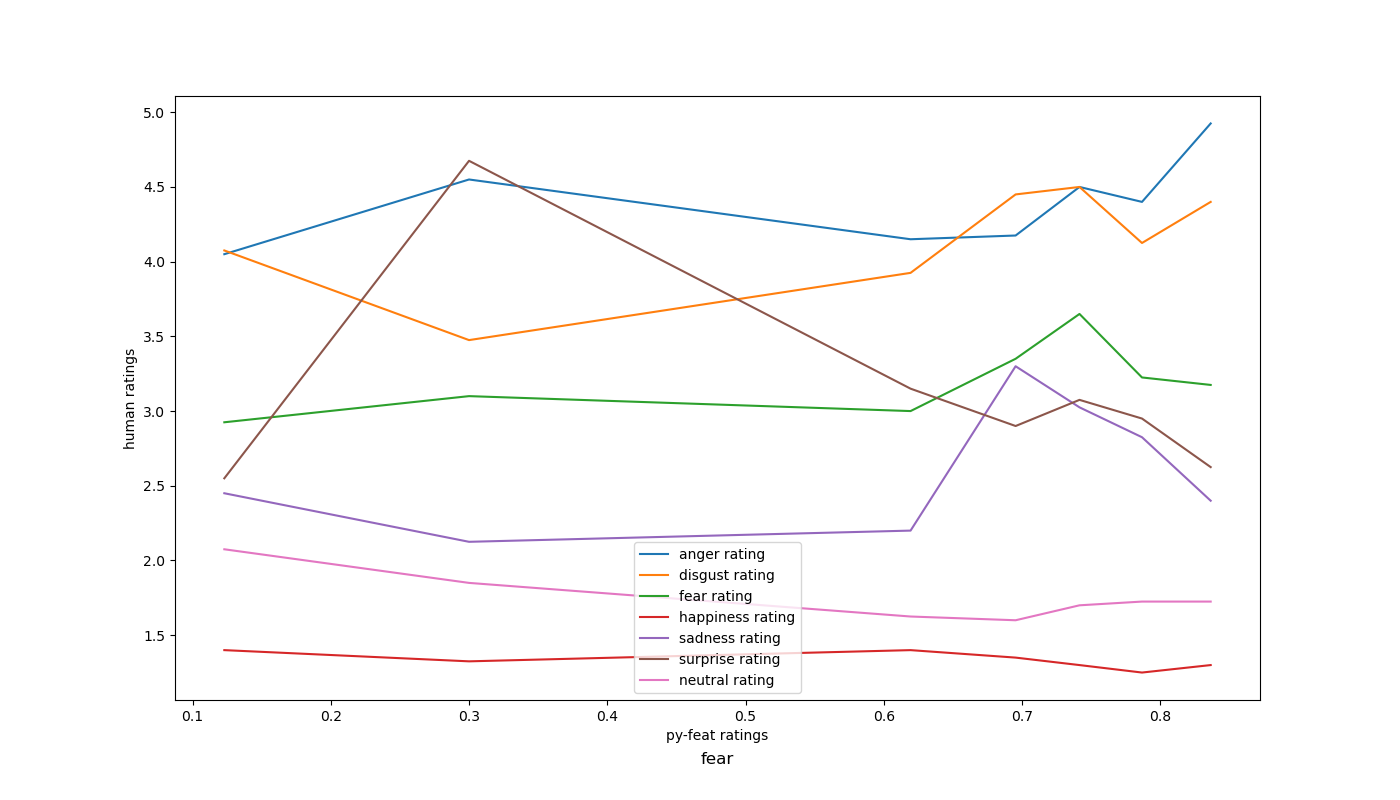 5.0
4.5
4.0
3.5
3.0
2.5
2.0
1.5
human ratings
anger rating
disgust rating
fear rating
happiness rating
sadness rating
surprise rating
neutral rating
0.1 0.2 0.3 0.4 0.5 0.6 0.7 0.8
py-feat ratings
fear